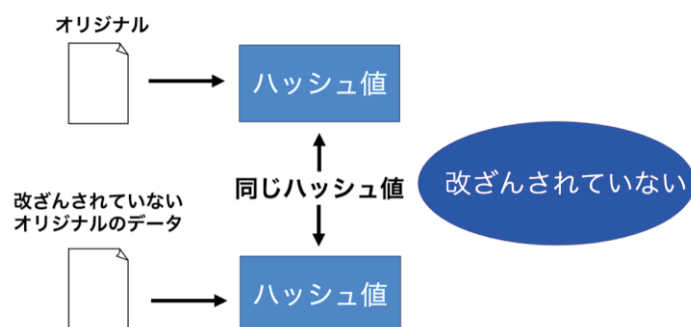 オリジナル
ハッシュ値
同じハッシュ値
改ざんされていない
改ざんされていない
オリジナルのデータ
ハッシュ値